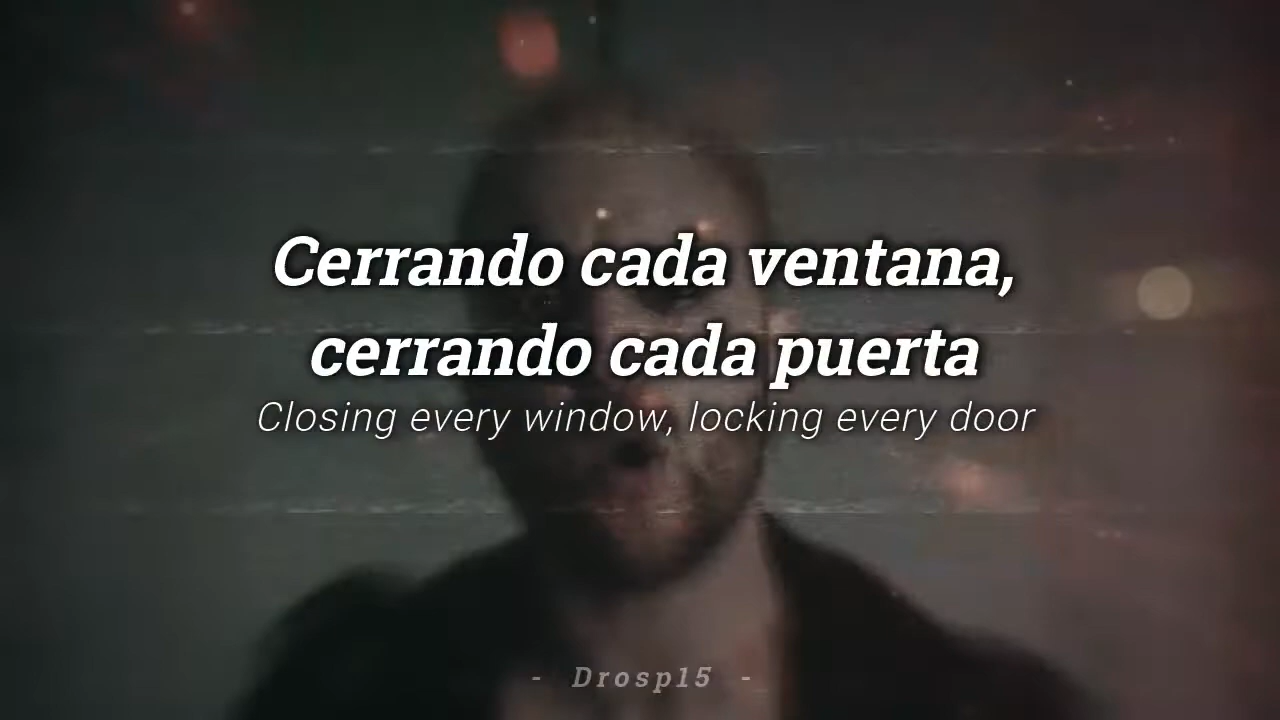 Cerrando cada ventana,
cerrando cada puerta
Closing every window, locking every door
- Drosp15 -